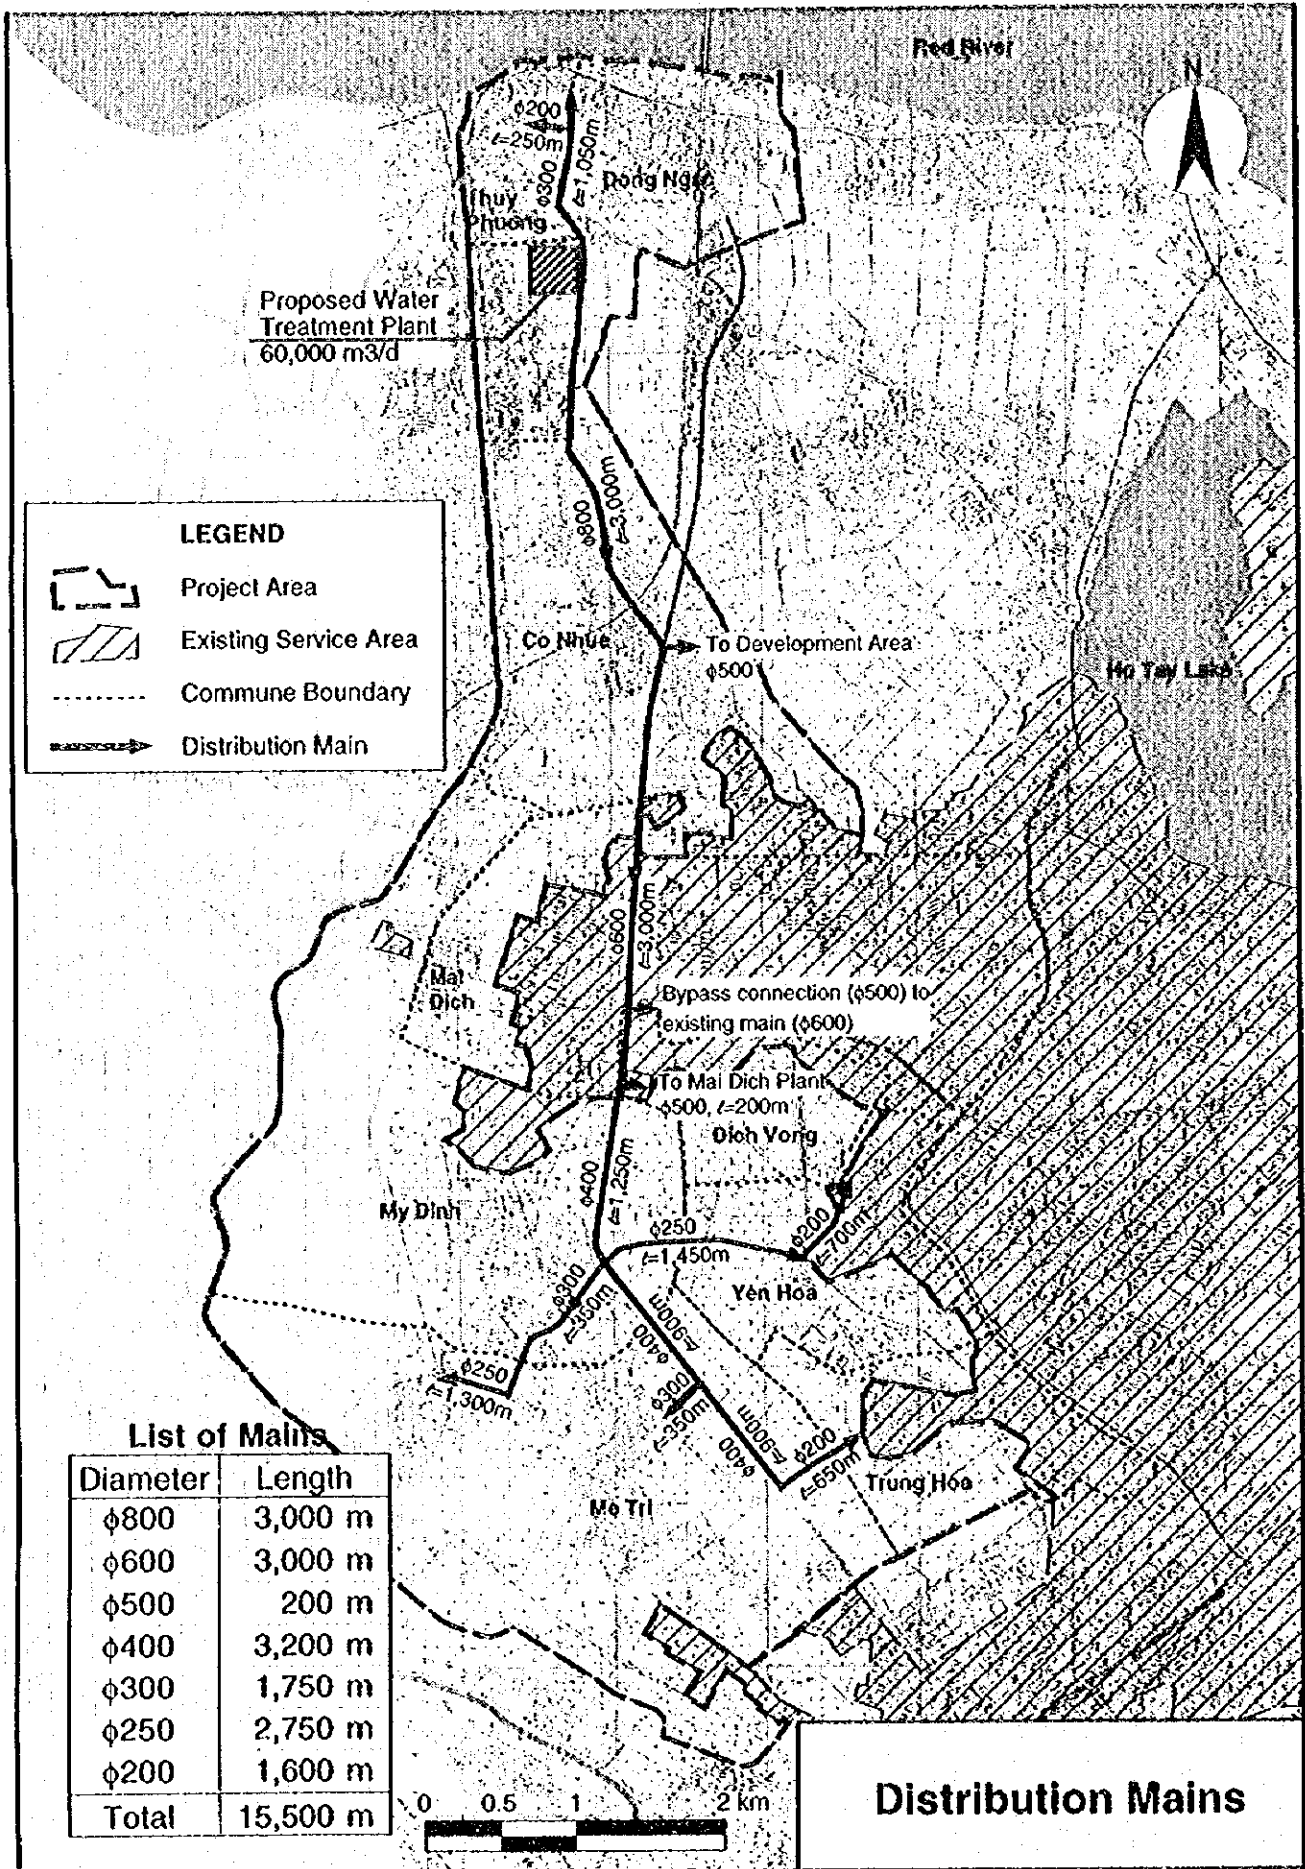 Red River
N
ϕ200
ℓ=250m
ϕ300
ℓ=1,050m
Dong Ngac
Thuy
Phuong
Proposed Water
Treatment Plant
60,000 m3/d
ϕ800
ℓ=3,000m
LEGEND
Project Area
Existing Service Area
Commune Boundary
Distribution Main
Co Nhue
To Development Area
ϕ500
Ho Tay Lake
ϕ600
ℓ=3,000m
Mai
Dich
Bypass connection (ϕ500) to
existing main (ϕ600)
To Mai Dich Plant
ϕ500, ℓ=200m
Dich Vong
ϕ400
ℓ=1,250m
My Dinh
ϕ250
ℓ=1,450m
ϕ200
ℓ=700m
Yen Hoa
ϕ300
ℓ=350m
ℓ=900m
ϕ400
ϕ250
ℓ=1,300m
ϕ300
ℓ=350m
ℓ=900m
ϕ400
ϕ200
ℓ=650m
Trung Hoa
Me Tri
List of Mains
Diameter Length
ϕ800 3,000 m
ϕ600 3,000 m
ϕ500 200 m
ϕ400 3,200 m
ϕ300 1,750 m
ϕ250 2,750 m
ϕ200 1,600 m
Total 15,500 m
0 0.5 1 2 km
Distribution Mains